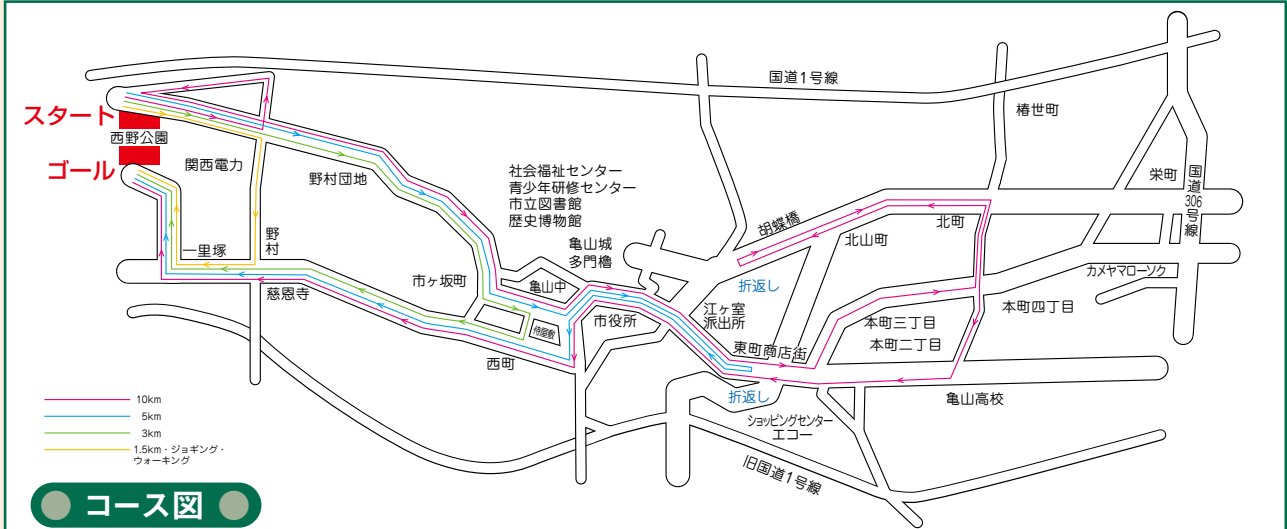 国道1号線
スタート
西野公園
ゴール
関西電力
野村団地
社会福祉センター
青少年研修センター
市立図書館
歴史博物館
亀山城
多門櫓
胡蝶橋
椿世町
栄町
国道306号線
北町
北山町
一里塚
野村
慈恩寺
市ヶ坂町
亀山中
侍屋敷
市役所
西町
折返し
江ヶ室
派出所
カメヤマローソク
本町四丁目
本町三丁目
本町二丁目
東町商店街
折返し
亀山高校
ショッピングセンター
エコー
旧国道1号線
10km
5km
3km
1.5km・ジョギング・
ウォーキング
コース図